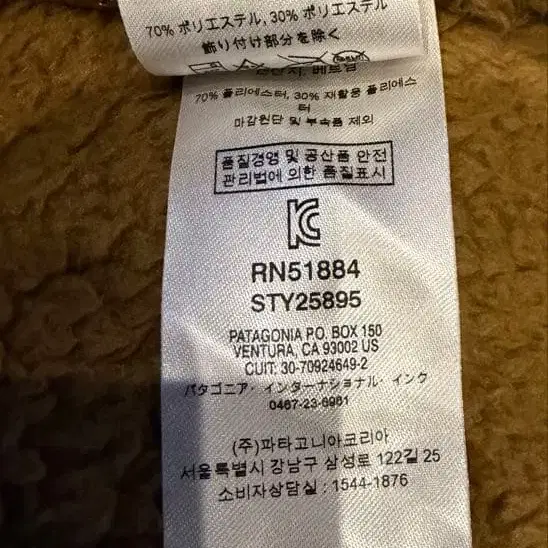 70% ポリエステル, 30% ポリエステル
飾り付け部分を除く
원산지: 베트남
70% 폴리에스터, 30% 재활용 폴리에스
터
마감원단 및 부속품 제외
품질경영 및 공산품 안전
관리법에 의한 품질표시
RN51884
STY25895
PATAGONIA P.O. BOX 150
VENTURA, CA 93002 US
CUIT: 30-70924649-2
パタゴニア・インターナショナル・インク
0467-23-8961
(주)파타고니아코리아
서울특별시 강남구 삼성로 122길 25
소비자상담실 : 1544-1876